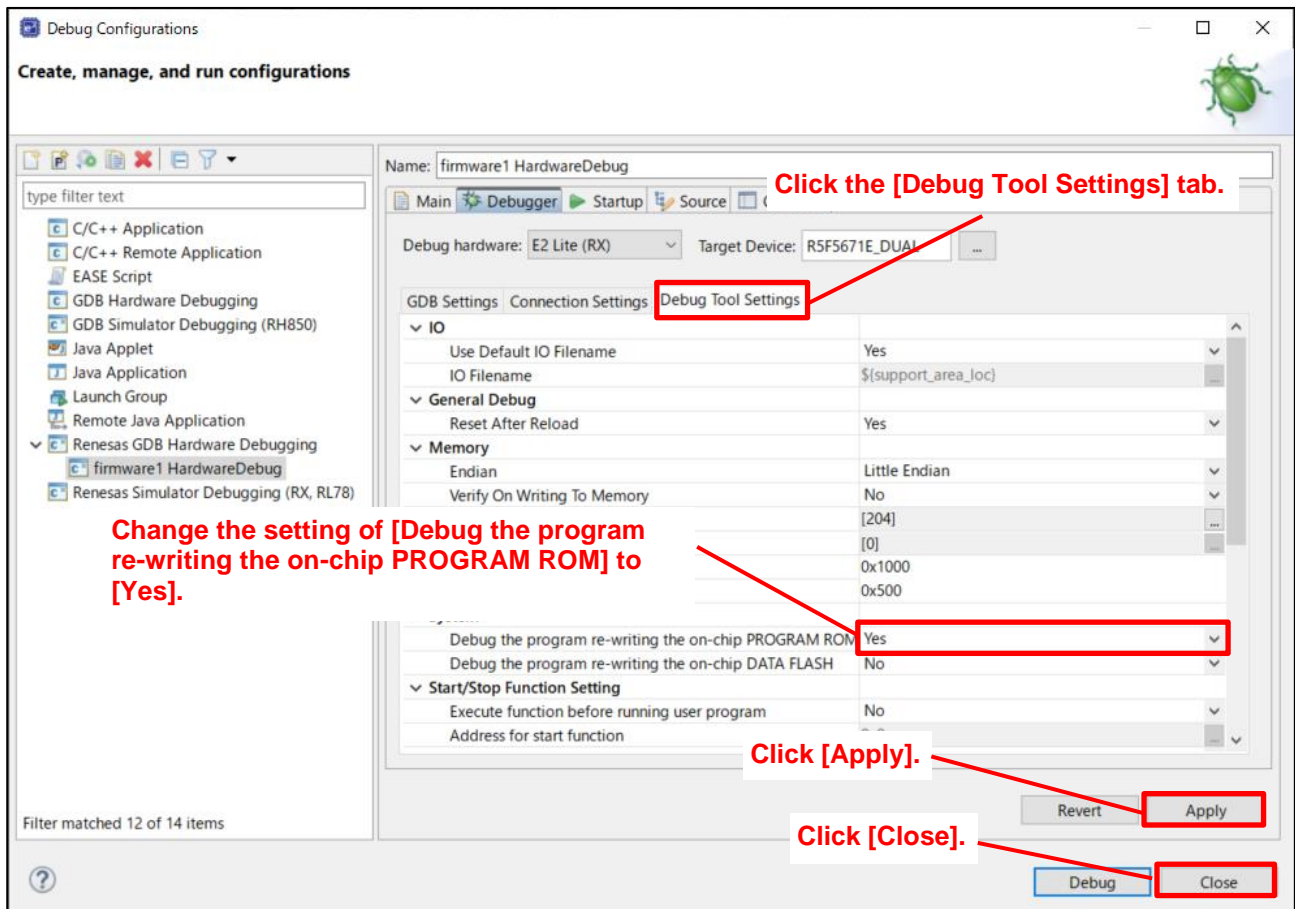 Debug Configurations
Create, manage, and run configurations
type filter text
C/C++ Application
C/C++ Remote Application
EASE Script
GDB Hardware Debugging
GDB Simulator Debugging (RH850)
Java Applet
Java Application
Launch Group
Remote Java Application
Renesas GDB Hardware Debugging
firmware1 HardwareDebug
Renesas Simulator Debugging (RX, RL78)
Filter matched 12 of 14 items
Name: firmware1 HardwareDebug
Click the [Debug Tool Settings] tab.
Main Debugger Startup Source
Debug hardware: E2 Lite (RX) Target Device: R5F5671E_DUAL ...
GDB Settings Connection Settings Debug Tool Settings
IO
Use Default IO Filename Yes
IO Filename ${support_area_loc} ...
General Debug
Reset After Reload Yes
Memory
Endian Little Endian
Verify On Writing To Memory No
[204] ...
[0] ...
0x1000
0x500
Change the setting of [Debug the program
re-writing the on-chip PROGRAM ROM] to
[Yes].
Debug the program re-writing the on-chip PROGRAM ROM Yes
Debug the program re-writing the on-chip DATA FLASH No
Start/Stop Function Setting
Execute function before running user program No
Address for start function ...
Click [Apply].
Revert Apply
Click [Close].
Debug Close